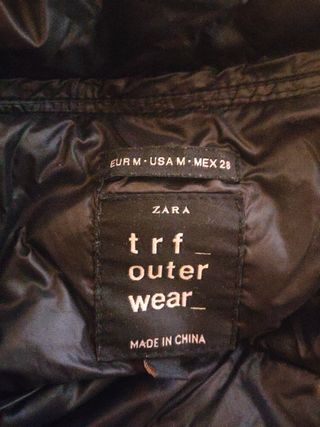 EUR M - USA M - MEX 28
ZARA
trf_
outer
wear_
MADE IN CHINA